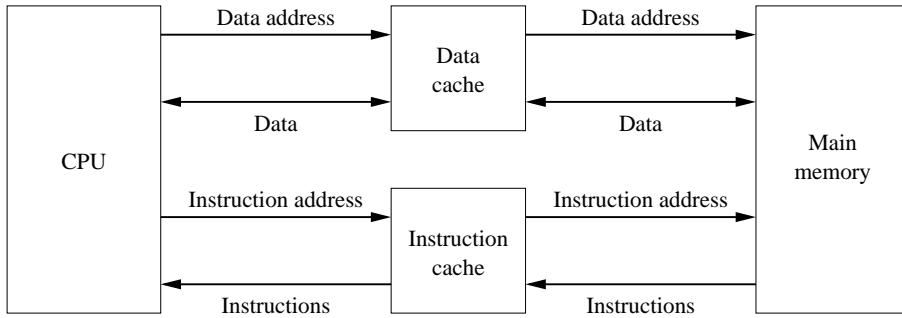 Data address
Data address
Data
cache
Data
Data
CPU
Main
memory
Instruction address
Instruction address
Instruction
cache
Instructions
Instructions